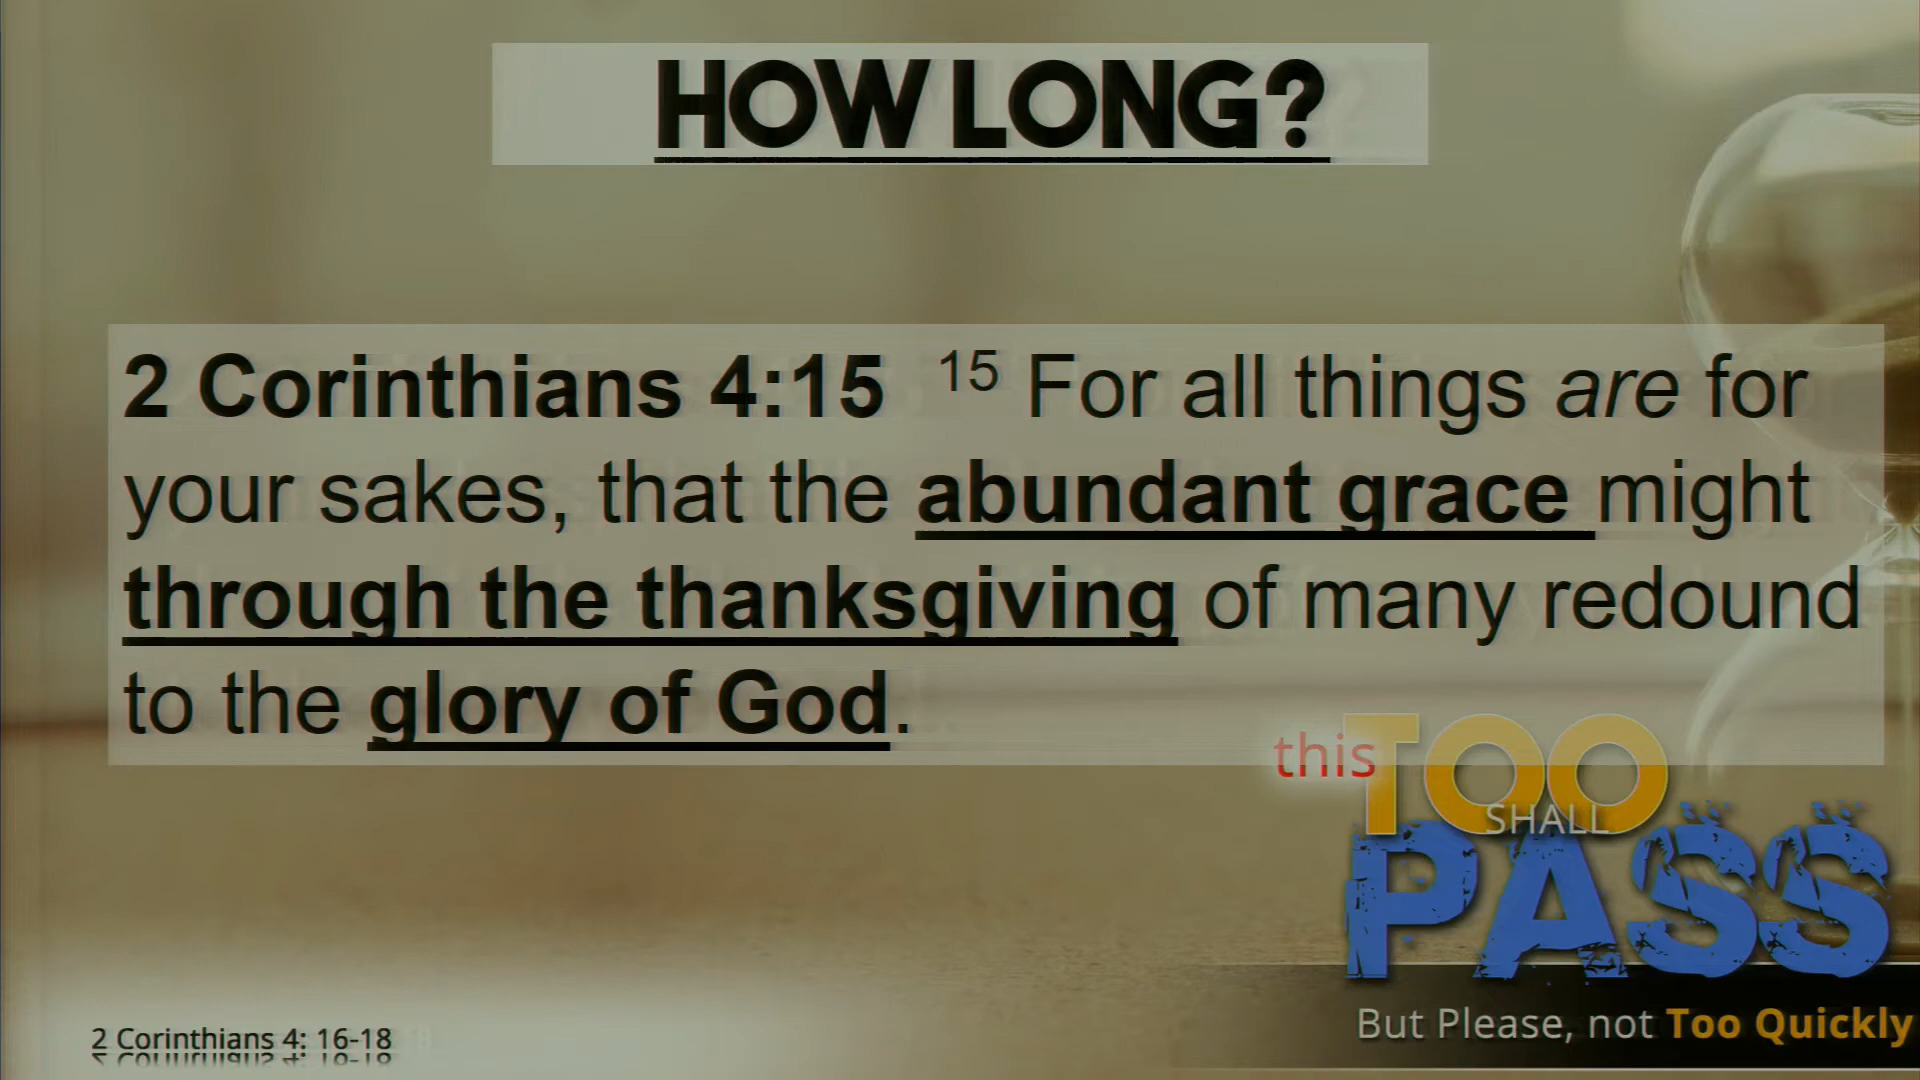 HOW LONG?
2 Corinthians 4:15 15 For all things are for
your sakes, that the abundant grace might
through the thanksgiving of many redound
to the glory of God.
this TOO
SHALL
PASS
But Please, not Too Quickly
2 Corinthians 4: 16-18